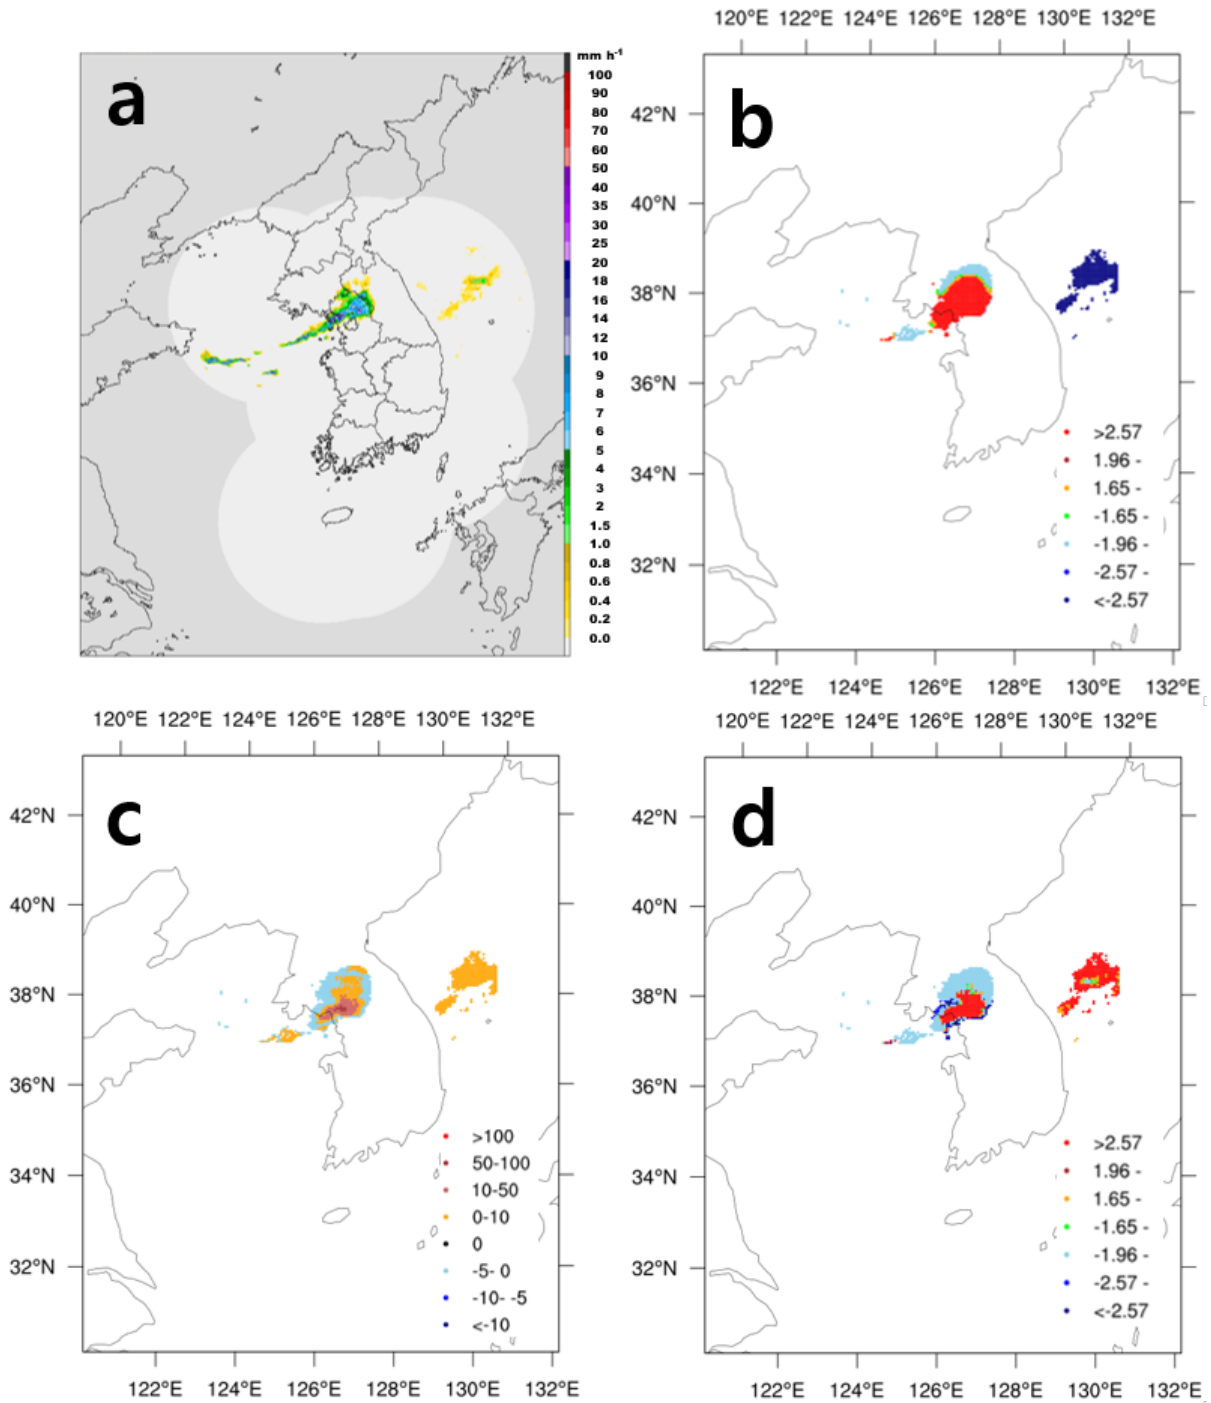 120°E 122°E 124°E 126°E 128°E 130°E 132°E
a
mm h-1
100
90
80
70
60
50
40
35
30
25
20
18
16
14
12
10
9
8
7
6
5
4
3
2
1.5
1.0
0.8
0.6
0.4
0.2
0.0
b
42°N
40°N
38°N
36°N
34°N
32°N
>2.57
1.96 -
1.65 -
-1.65 -
-1.96 -
-2.57 -
<-2.57
122°E 124°E 126°E 128°E 130°E 132°E
120°E 122°E 124°E 126°E 128°E 130°E 132°E
c
42°N
40°N
38°N
36°N
34°N
32°N
>100
50-100
10-50
0-10
0
-5- 0
-10- -5
<-10
122°E 124°E 126°E 128°E 130°E 132°E
120°E 122°E 124°E 126°E 128°E 130°E 132°E
d
42°N
40°N
38°N
36°N
34°N
32°N
>2.57
1.96 -
1.65 -
-1.65 -
-1.96 -
-2.57 -
<-2.57
122°E 124°E 126°E 128°E 130°E 132°E